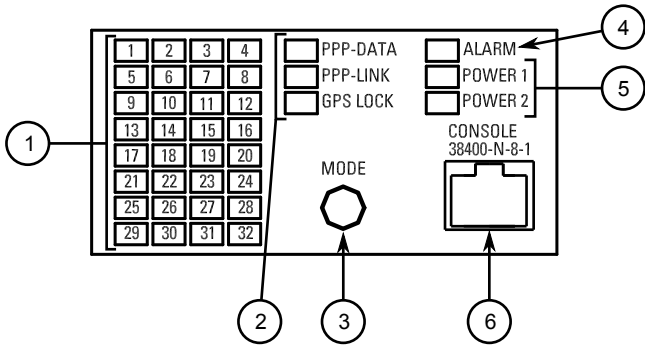 4
1 2 3 4 PPP-DATA ALARM
5 6 7 8 PPP-LINK POWER 1
5
9 10 11 12 GPS LOCK POWER 2
13 14 15 16 CONSOLE
1
17 18 19 20 38400-N-8-1
21 22 23 24 MODE
25 26 27 28
29 30 31 32
2 3 6